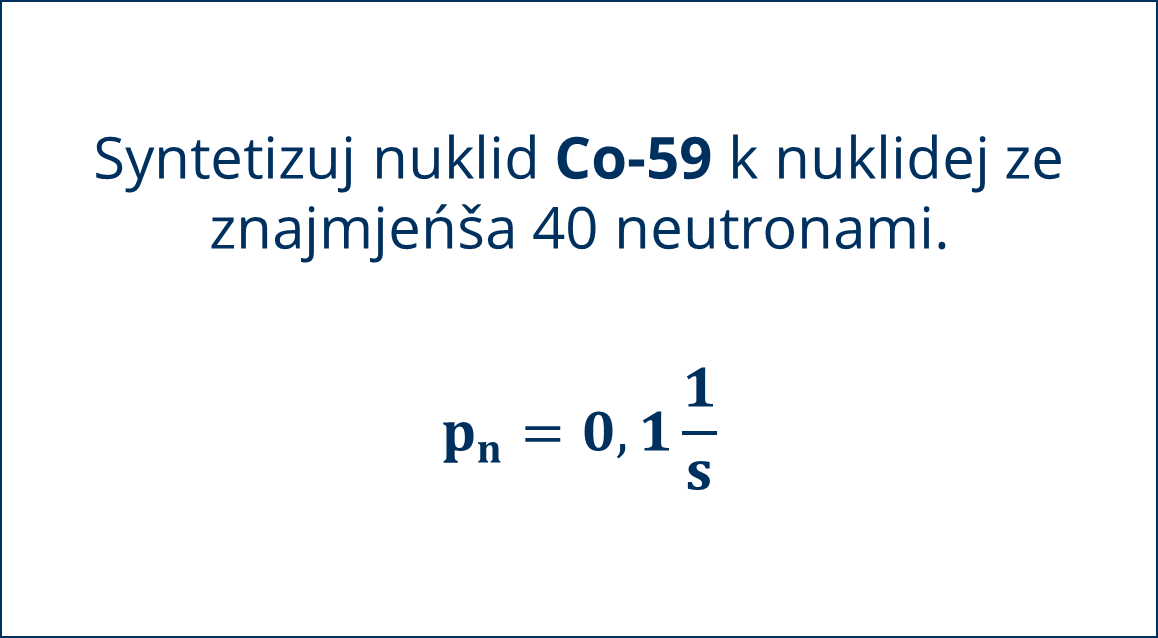 Syntetizuj nuklid Co-59 k nuklidej ze
znajmjeńša 40 neutronami.
pₙ = 0,1 1/s